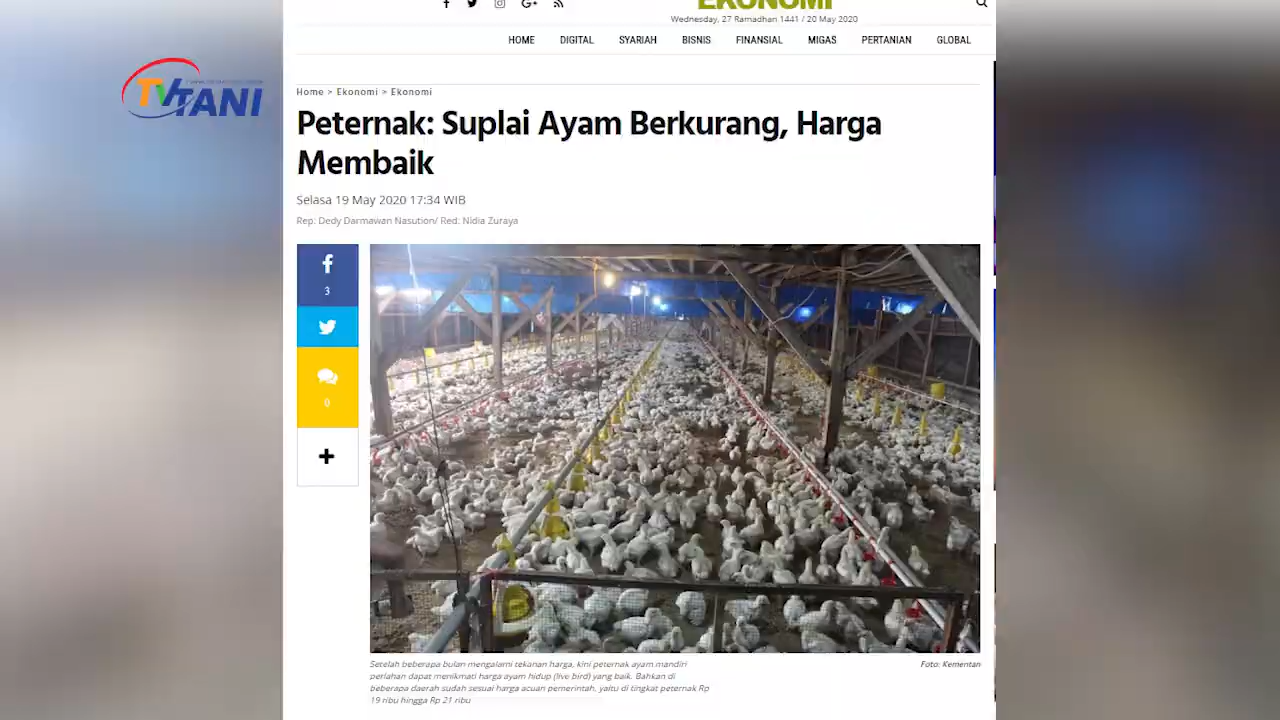 EKONOMI
Wednesday, 27 Ramadhan 1441 / 20 May 2020
HOME DIGITAL SYARIAH BISNIS FINANSIAL MIGAS PERTANIAN GLOBAL
TVTANI
Home > Ekonomi > Ekonomi
Peternak: Suplai Ayam Berkurang, Harga
Membaik
Selasa 19 May 2020 17:34 WIB
Rep: Dedy Darmawan Nasution/ Red: Nidia Zuraya
3
0
Setelah beberapa bulan mengalami tekanan harga, kini peternak ayam mandiri
perlahan dapat menikmati harga ayam hidup (live bird) yang baik. Bahkan di
beberapa daerah sudah sesuai harga acuan pemerintah, yaitu di tingkat peternak Rp
19 ribu hingga Rp 21 ribu
Foto: Kementan